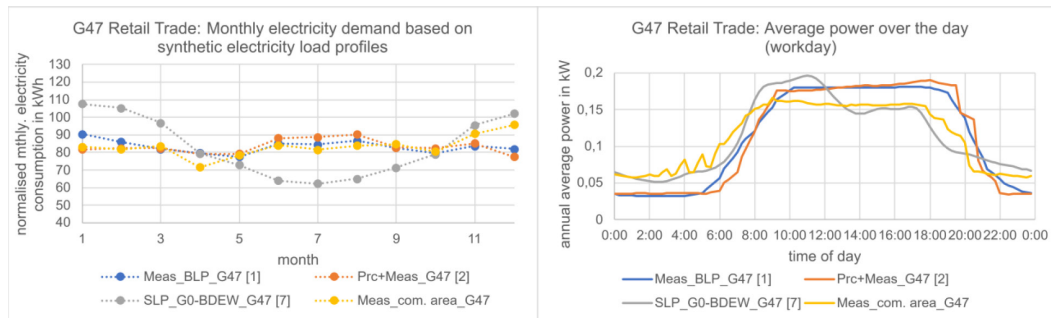 G47 Retail Trade: Monthly electricity demand based on
synthetic electricity load profiles
normalised mthly. electricity
consumption in kWh
130
120
110
100
90
80
70
60
50
40
1 3 5 7 9 11
month
Meas_BLP_G47 [1] Prc+Meas_G47 [2]
SLP_G0-BDEW_G47 [7] Meas_com. area_G47
G47 Retail Trade: Average power over the day
(workday)
annual average power in kW
0,2
0,15
0,1
0,05
0
0:00 2:00 4:00 6:00 8:00 10:00 12:00 14:00 16:00 18:00 20:00 22:00 0:00
time of day
Meas_BLP_G47 [1] Prc+Meas_G47 [2]
SLP_G0-BDEW_G47 [7] Meas_com. area_G47